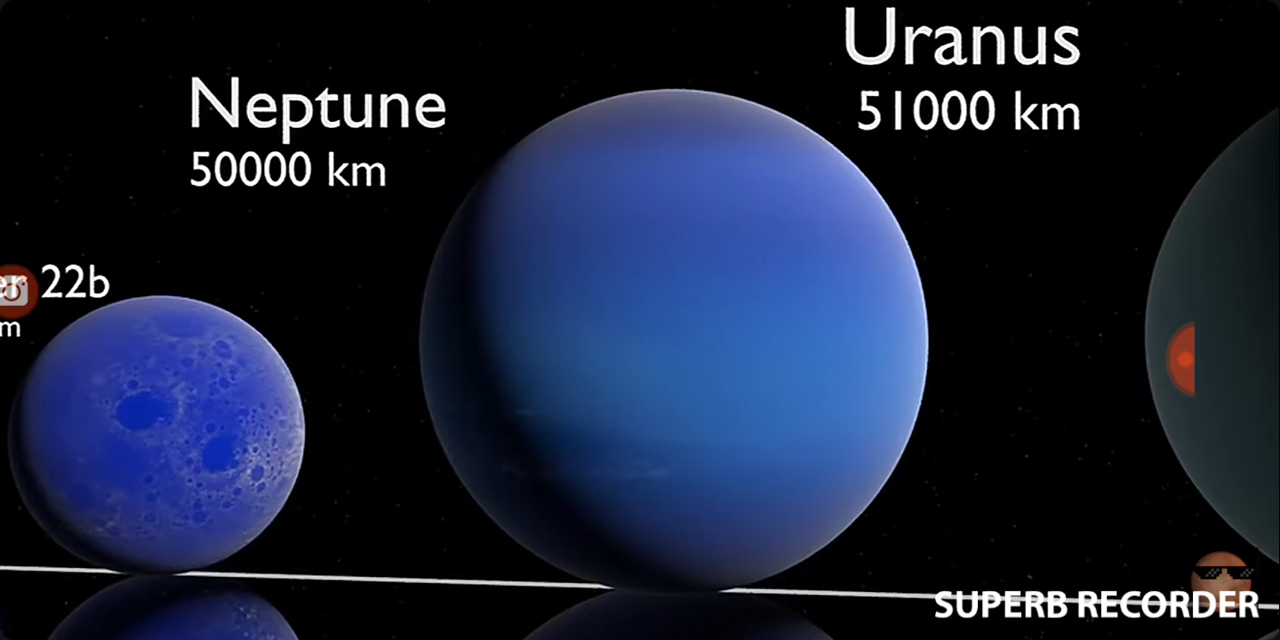 Uranus
51000 km
Neptune
50000 km
22b
SUPERB RECORDER